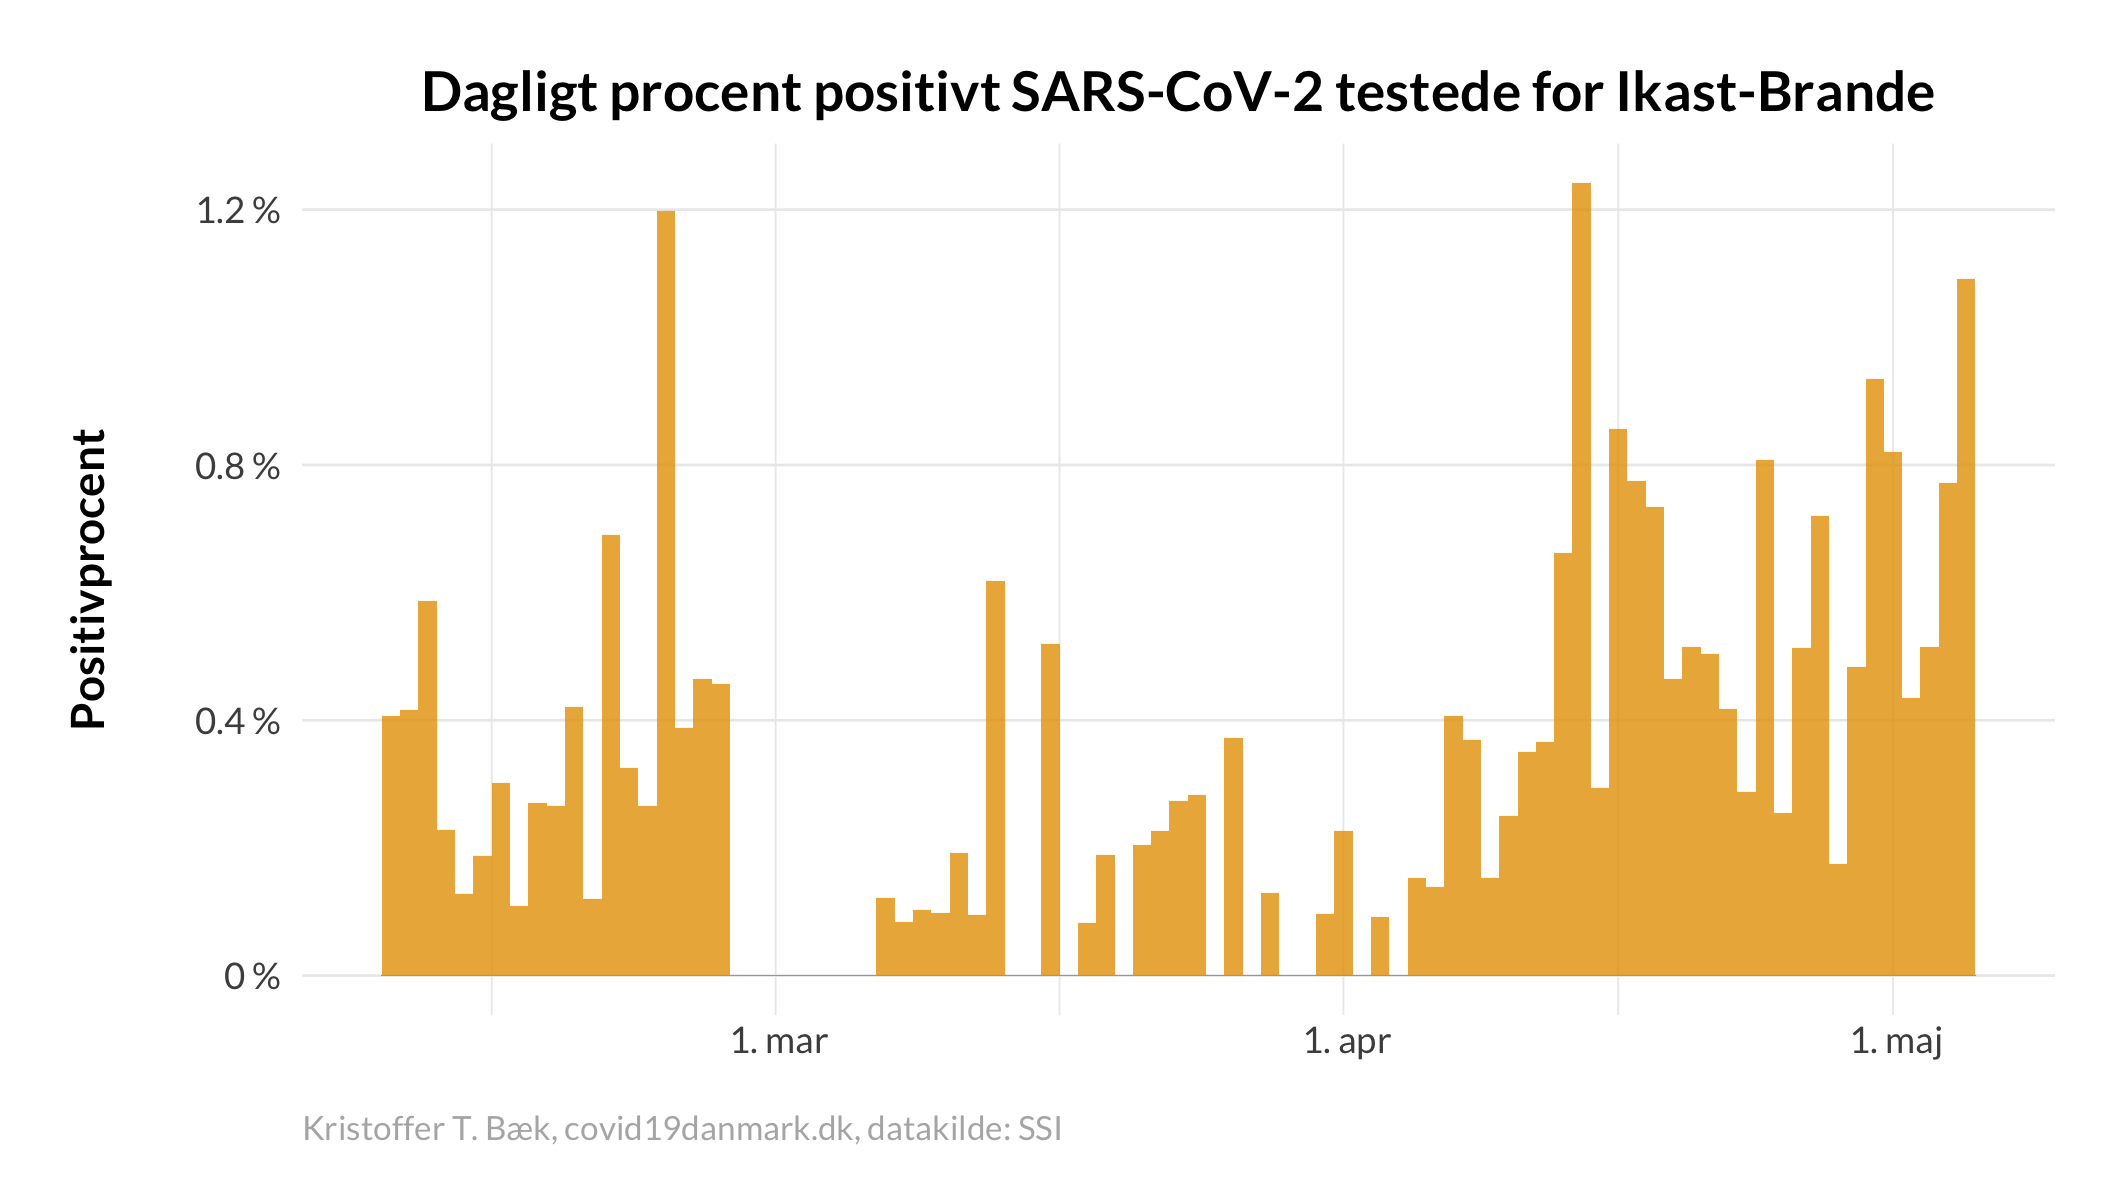 Dagligt procent positivt SARS-CoV-2 testede for Ikast-Brande
Positivprocent
1.2 %
0.8 %
0.4 %
0 %
1. mar
1. apr
1. maj
Kristoffer T. Bæk, covid19danmark.dk, datakilde: SSI